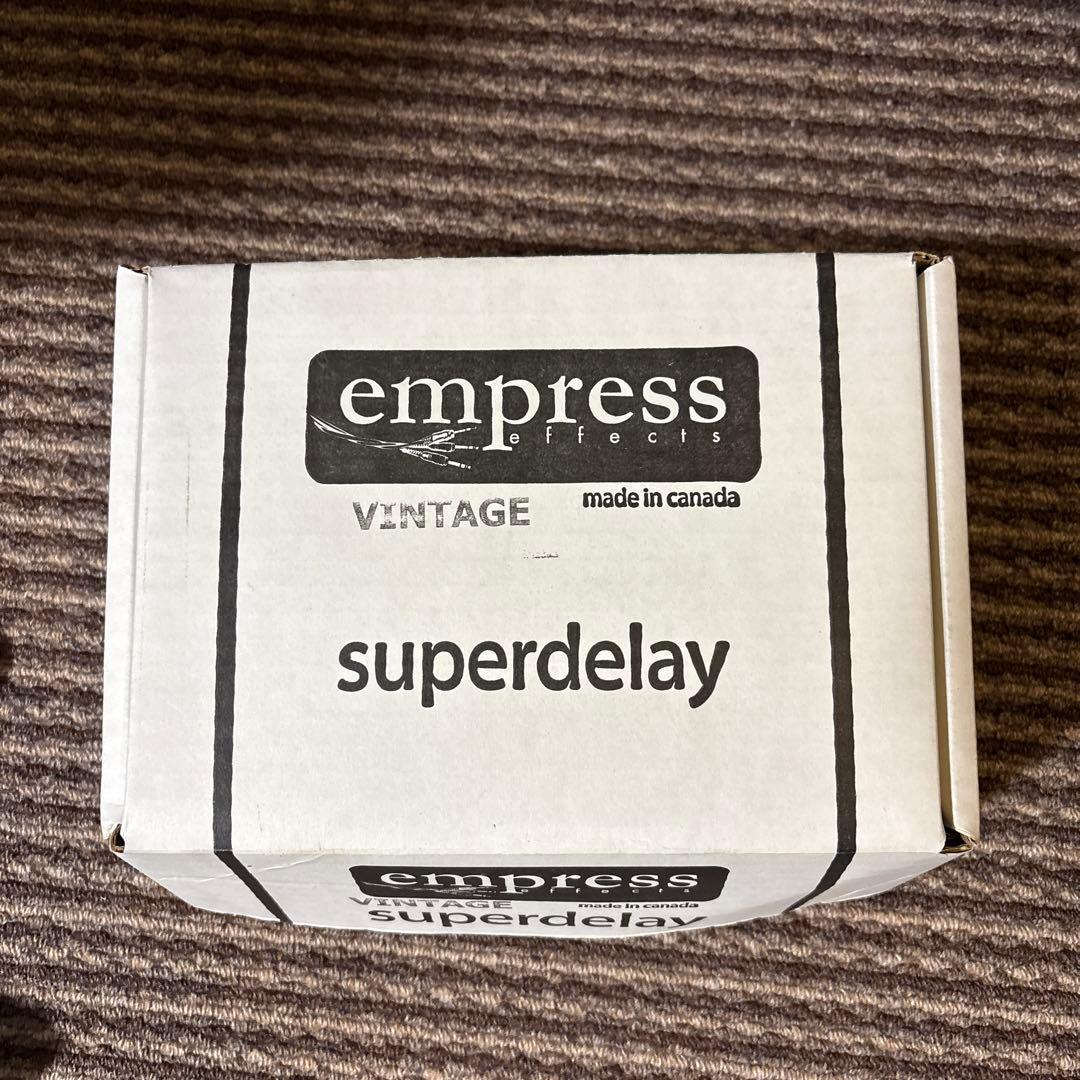 empress
effects
VINTAGE made in canada
superdelay
empress
effects
VINTAGE made in canada
superdelay